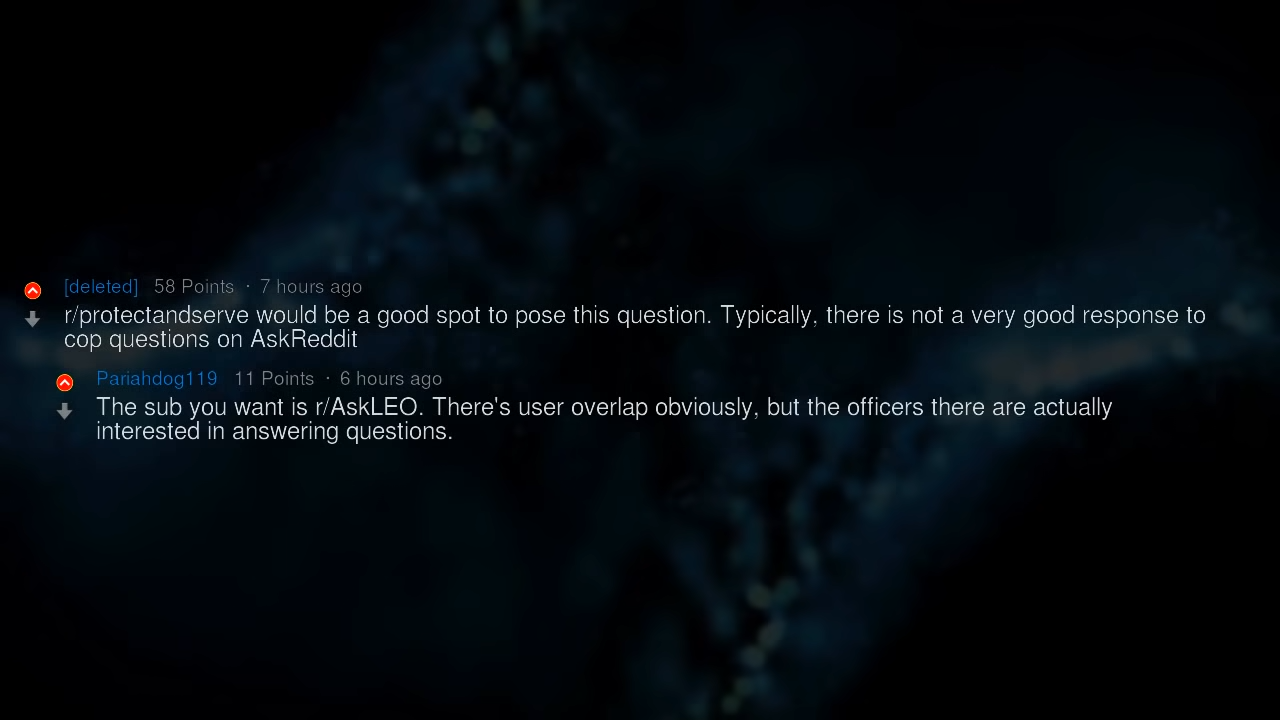 [deleted] 58 Points · 7 hours ago
r/protectandserve would be a good spot to pose this question. Typically, there is not a very good response to
cop questions on AskReddit
Pariahdog119 11 Points · 6 hours ago
The sub you want is r/AskLEO. There's user overlap obviously, but the officers there are actually
interested in answering questions.